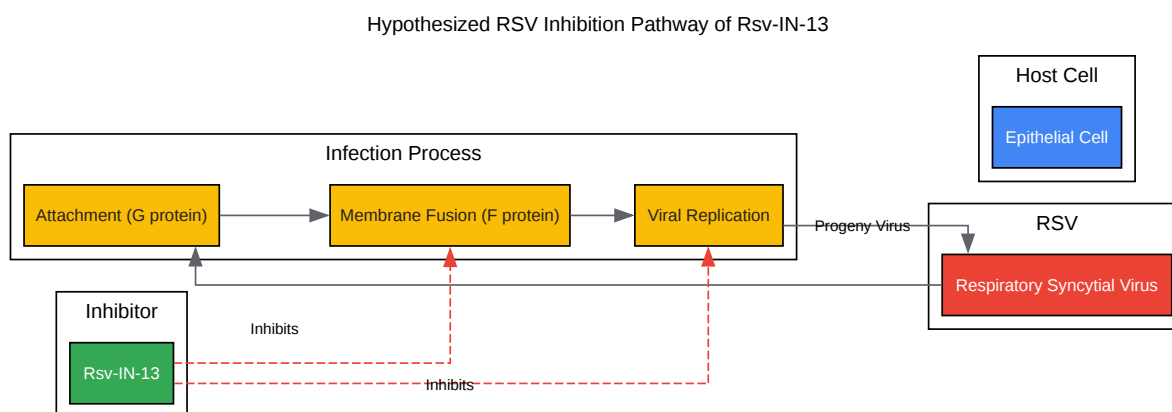 Hypothesized RSV Inhibition Pathway of Rsv-IN-13
Host Cell
Epithelial Cell
Infection Process
Attachment (G protein)
Membrane Fusion (F protein)
Viral Replication
Progeny Virus
RSV
Respiratory Syncytial Virus
Inhibitor
Rsv-IN-13
Inhibits
Inhibits